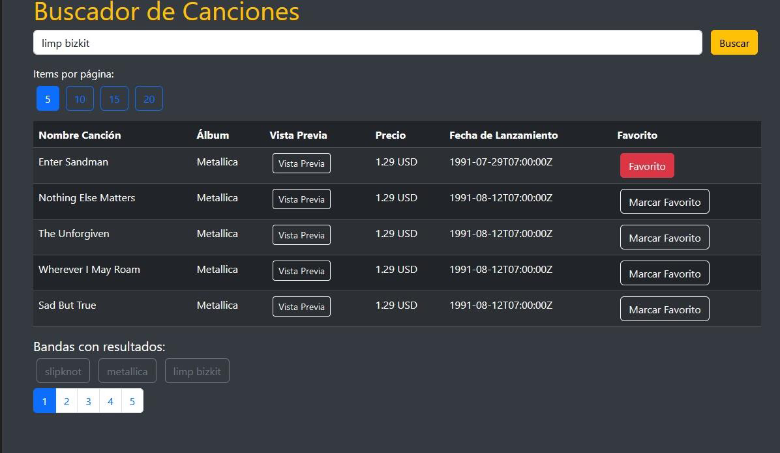 Buscador de Canciones
limp bizkit Buscar
Items por página:
5 10 15 20
Nombre Canción Álbum Vista Previa Precio Fecha de Lanzamiento Favorito
Enter Sandman Metallica Vista Previa 1.29 USD 1991-07-29T07:00:00Z Favorito
Nothing Else Matters Metallica Vista Previa 1.29 USD 1991-08-12T07:00:00Z Marcar Favorito
The Unforgiven Metallica Vista Previa 1.29 USD 1991-08-12T07:00:00Z Marcar Favorito
Wherever I May Roam Metallica Vista Previa 1.29 USD 1991-08-12T07:00:00Z Marcar Favorito
Sad But True Metallica Vista Previa 1.29 USD 1991-08-12T07:00:00Z Marcar Favorito
Bandas con resultados:
slipknot metallica limp bizkit
1 2 3 4 5